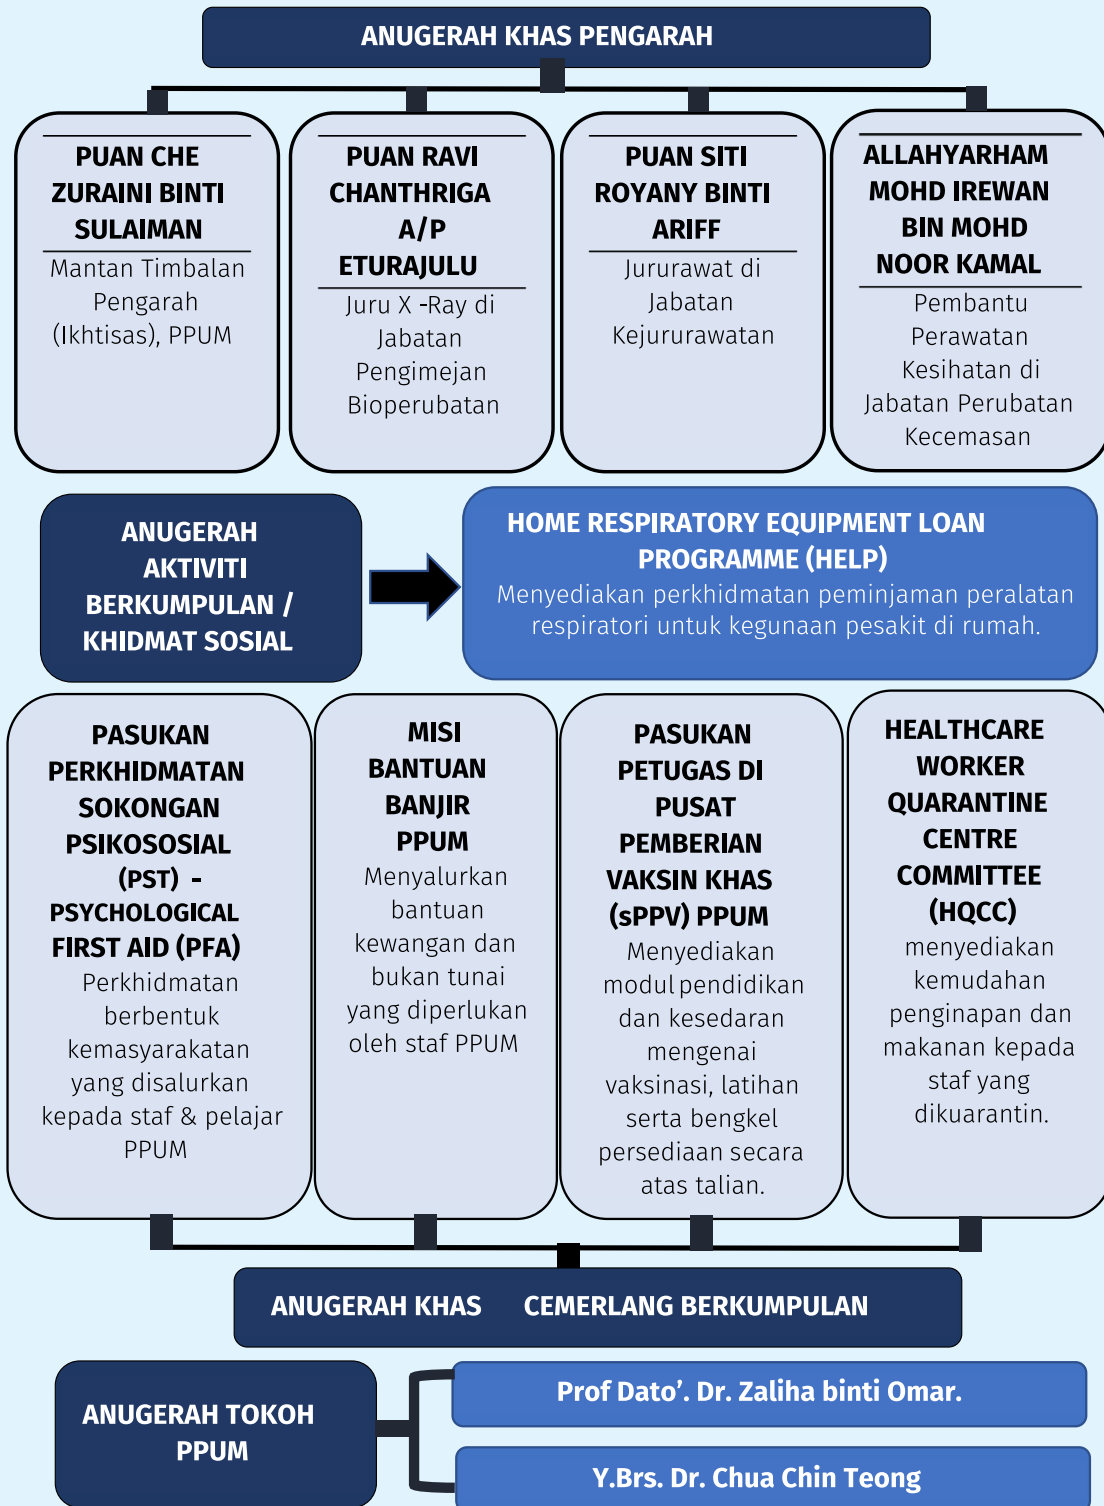 ANUGERAH KHAS PENGARAH
PUAN CHE
ZURAINI BINTI
SULAIMAN
Mantan Timbalan
Pengarah
(Ikhtisas), PPUM
PUAN RAVI
CHANTHRIGA
A/P
ETURAJULU
Juru X -Ray di
Jabatan
Pengimejan
Bioperubatan
PUAN SITI
ROYANY BINTI
ARIFF
Jururawat di
Jabatan
Kejururawatan
ALLAHYARHAM
MOHD IREWAN
BIN MOHD
NOOR KAMAL
Pembantu
Perawatan
Kesihatan di
Jabatan Perubatan
Kecemasan
ANUGERAH
AKTIVITI
BERKUMPULAN /
KHIDMAT SOSIAL
HOME RESPIRATORY EQUIPMENT LOAN
PROGRAMME (HELP)
Menyediakan perkhidmatan peminjaman peralatan
respiratori untuk kegunaan pesakit di rumah.
PASUKAN
PERKHIDMATAN
SOKONGAN
PSIKOSOSIAL
(PST) -
PSYCHOLOGICAL
FIRST AID (PFA)
Perkhidmatan
berbentuk
kemasyarakatan
yang disalurkan
kepada staf & pelajar
PPUM
MISI
BANTUAN
BANJIR
PPUM
Menyalurkan
bantuan
kewangan dan
bukan tunai
yang diperlukan
oleh staf PPUM
PASUKAN
PETUGAS DI
PUSAT
PEMBERIAN
VAKSIN KHAS
(sPPV) PPUM
Menyediakan
modul pendidikan
dan kesedaran
mengenai
vaksinasi, latihan
serta bengkel
persediaan secara
atas talian.
HEALTHCARE
WORKER
QUARANTINE
CENTRE
COMMITTEE
(HQCC)
menyediakan
kemudahan
penginapan dan
makanan kepada
staf yang
dikuarantin.
ANUGERAH KHAS CEMERLANG BERKUMPULAN
ANUGERAH TOKOH
PPUM
Prof Dato’. Dr. Zaliha binti Omar.
Y.Brs. Dr. Chua Chin Teong